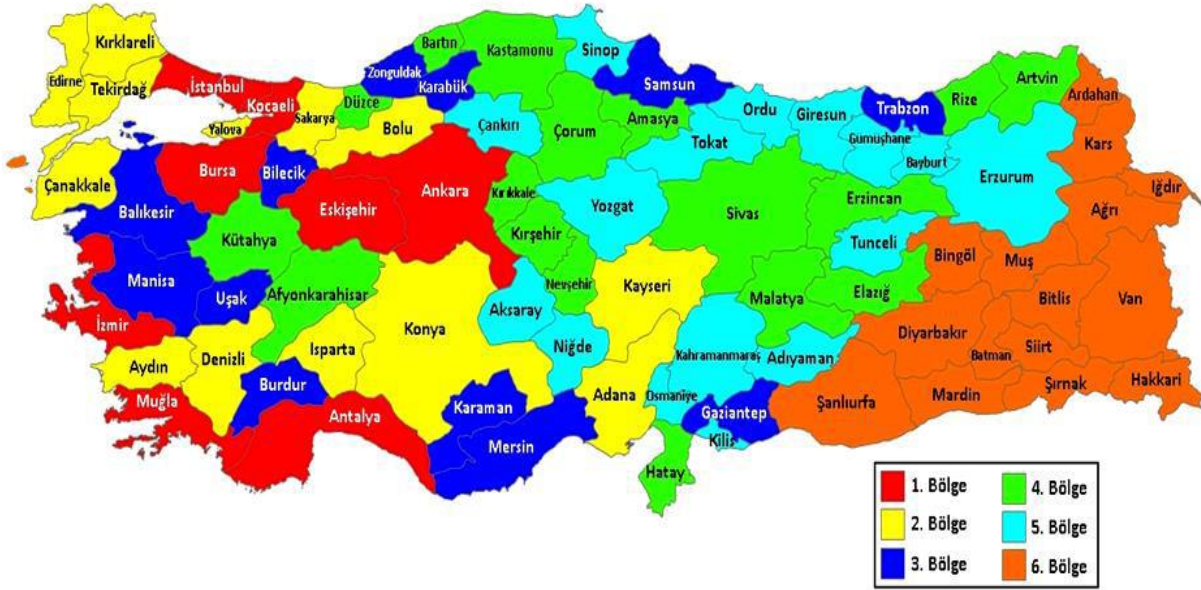 Kırklareli
Edirne
Tekirdağ
İstanbul
Kocaeli
Yalova
Sakarya
Düzce
Bolu
Zonguldak
Bartın
Karabük
Kastamonu
Sinop
Samsun
Çankırı
Çorum
Amasya
Tokat
Ordu
Giresun
Trabzon
Gümüşhane
Bayburt
Rize
Artvin
Ardahan
Kars
Iğdır
Ağrı
Erzurum
Erzincan
Tunceli
Bingöl
Muş
Bitlis
Van
Çanakkale
Balıkesir
Bursa
Bilecik
Eskişehir
Ankara
Kırıkkale
Kırşehir
Yozgat
Sivas
Kütahya
Manisa
Uşak
Afyonkarahisar
İzmir
Aydın
Denizli
Isparta
Konya
Aksaray
Nevşehir
Kayseri
Niğde
Malatya
Elazığ
Diyarbakır
Batman
Siirt
Şırnak
Hakkari
Mardin
Şanlıurfa
Adıyaman
Kahramanmaraş
Osmaniye
Gaziantep
Kilis
Hatay
Adana
Mersin
Karaman
Antalya
Burdur
Muğla
1. Bölge
2. Bölge
3. Bölge
4. Bölge
5. Bölge
6. Bölge